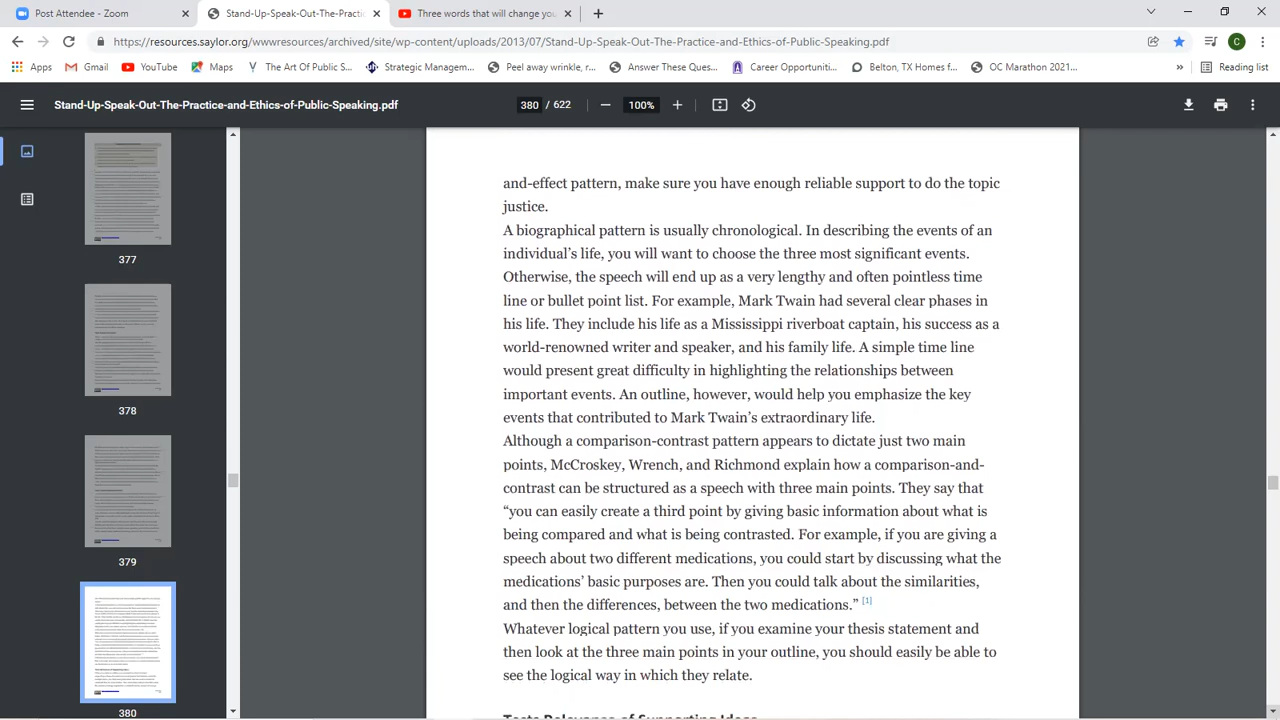 Post Attendee - Zoom
Stand-Up-Speak-Out-The-Practi
Three words that will change you
https://resources.saylor.org/wwwresources/archived/site/wp-content/uploads/2013/07/Stand-Up-Speak-Out-The-Practice-and-Ethics-of-Public-Speaking.pdf
C
Apps
Gmail
YouTube
Maps
The Art Of Public S...
Strategic Managem...
Peel away wrinkle, r...
Answer These Ques...
Career Opportuni...
Belton, TX Homes f...
OC Marathon 2021...
»
Reading list
Stand-Up-Speak-Out-The-Practice-and-Ethics-of-Public-Speaking.pdf
380 / 622
100%
377
378
379
380
and-effect pattern, make sure you have enough reliable support to do the topic
justice.
A biographical pattern is usually chronological. In describing the events of an
individual’s life, you will want to choose the three most significant events.
Otherwise, the speech will end up as a very lengthy and often pointless time
line or bullet point list. For example, Mark Twain had several clear phases in
his life. They include his life as a Mississippi riverboat captain, his success as a
world-renowned writer and speaker, and his family life. A simple time line
would present great difficulty in highlighting the relationships between
important events. An outline, however, would help you emphasize the key
events that contributed to Mark Twain’s extraordinary life.
Although a comparison-contrast pattern appears to dictate just two main
points, McCroskey, Wrench, and Richmond explain how a comparison-and-
contrast can be structured as a speech with three main points. They say that
“you can easily create a third point by giving basic information about what is
being compared and what is being contrasted. For example, if you are giving a
speech about two different medications, you could start by discussing what the
medications’ basic purposes are. Then you could talk about the similarities,
and then the differences, between the two medications.” [1]
Whatever logical pattern you use, if you examine your thesis statement and
then look at the three main points in your outline, you should easily be able to
see the logical way in which they relate.
Tests Relevance of Supporting Ideas